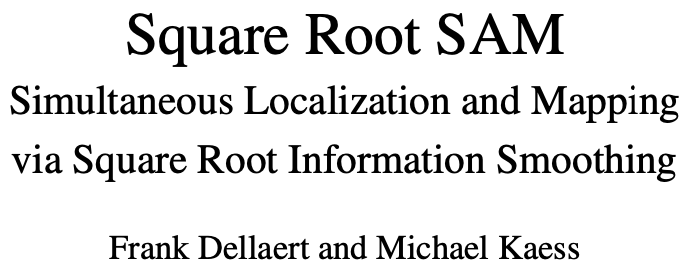 Square Root SAM
Simultaneous Localization and Mapping
via Square Root Information Smoothing
Frank Dellaert and Michael Kaess